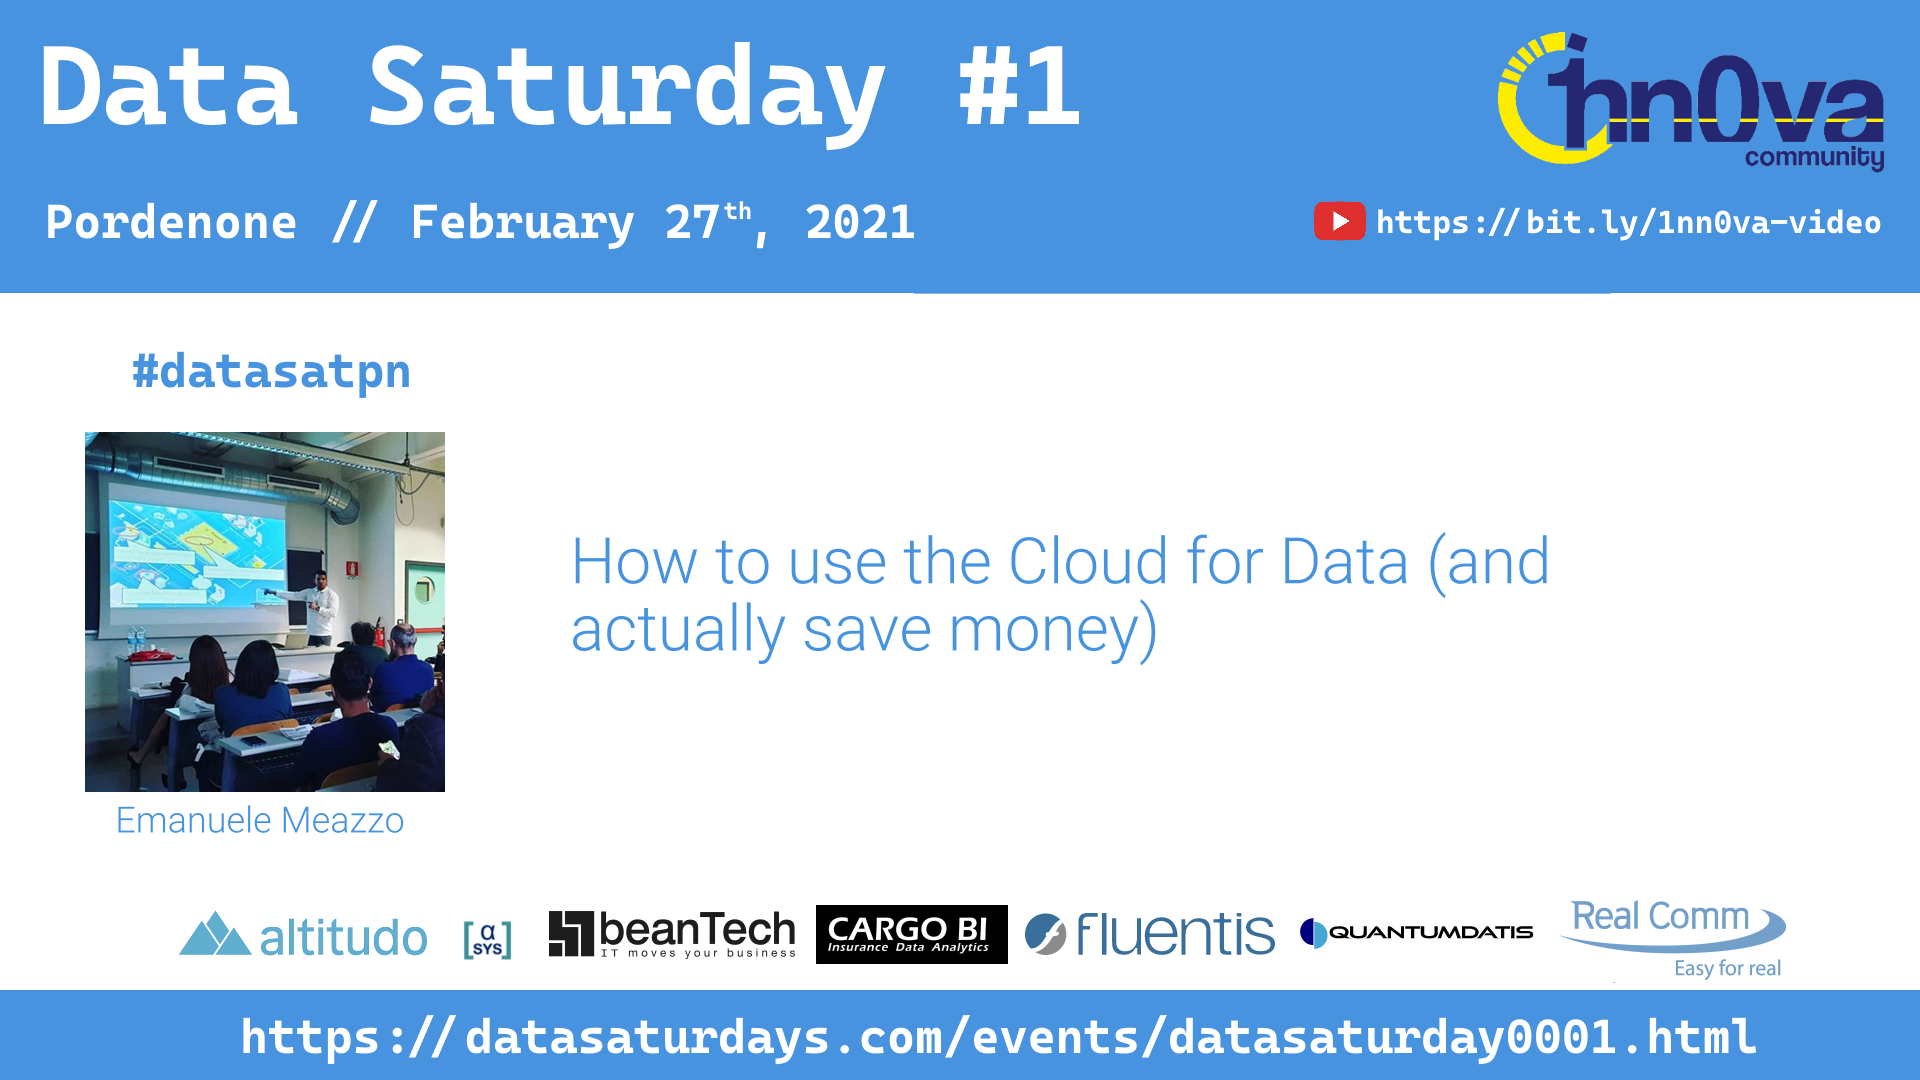 Data Saturday #1
1nn0va
community
Pordenone // February 27th, 2021
https://bit.ly/1nn0va-video
#datasatpn
How to use the Cloud for Data (and
actually save money)
Emanuele Meazzo
altitudo
[α
SYS]
beanTech
IT moves your business
CARGO BI
Insurance Data Analytics
fluentis
QUANTUMDATIS
Real Comm
Easy for real
https://datasaturdays.com/events/datasaturday0001.html